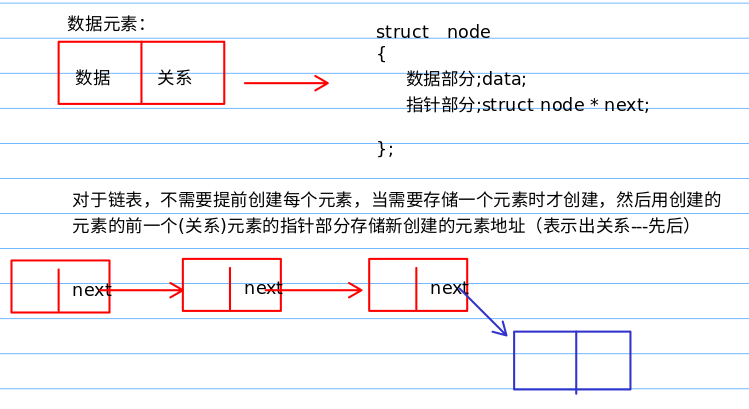 数据元素：
struct node
{
数据 关系
数据部分;data;
指针部分;struct node * next;
};
对于链表，不需要提前创建每个元素，当需要存储一个元素时才创建，然后用创建的
元素的前一个(关系)元素的指针部分存储新创建的元素地址（表示出关系---先后）
next next next